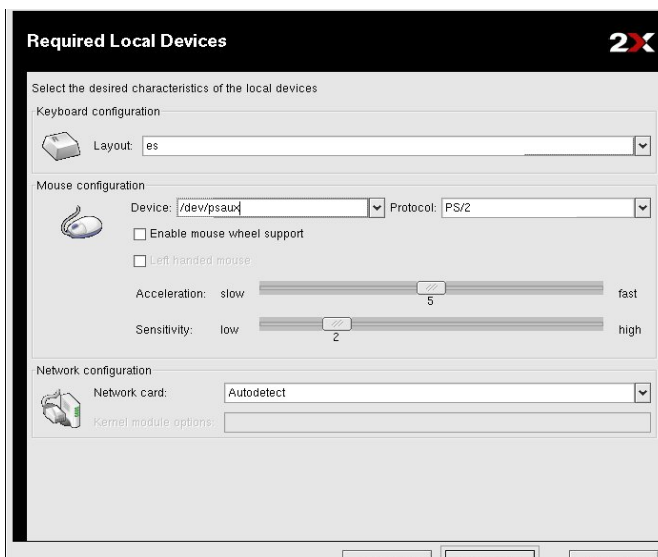 Required Local Devices
2X
Select the desired characteristics of the local devices
Keyboard configuration
Layout: es
Mouse configuration
Device: /dev/psaux Protocol: PS/2
Enable mouse wheel support
Left handed mouse
Acceleration: slow fast
5
Sensitivity: low high
2
Network configuration
Network card: Autodetect
Kernel module options: